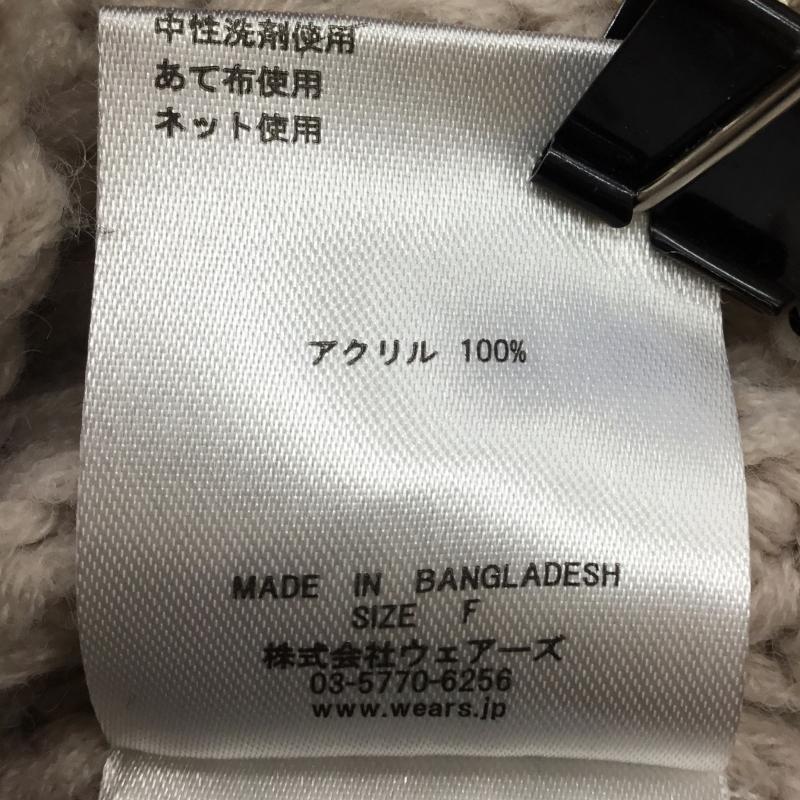 中性洗剤使用
あて布使用
ネット使用
アクリル 100%
MADE IN BANGLADESH
SIZE F
株式会社ウェアーズ
03-5770-6256
www.wears.jp